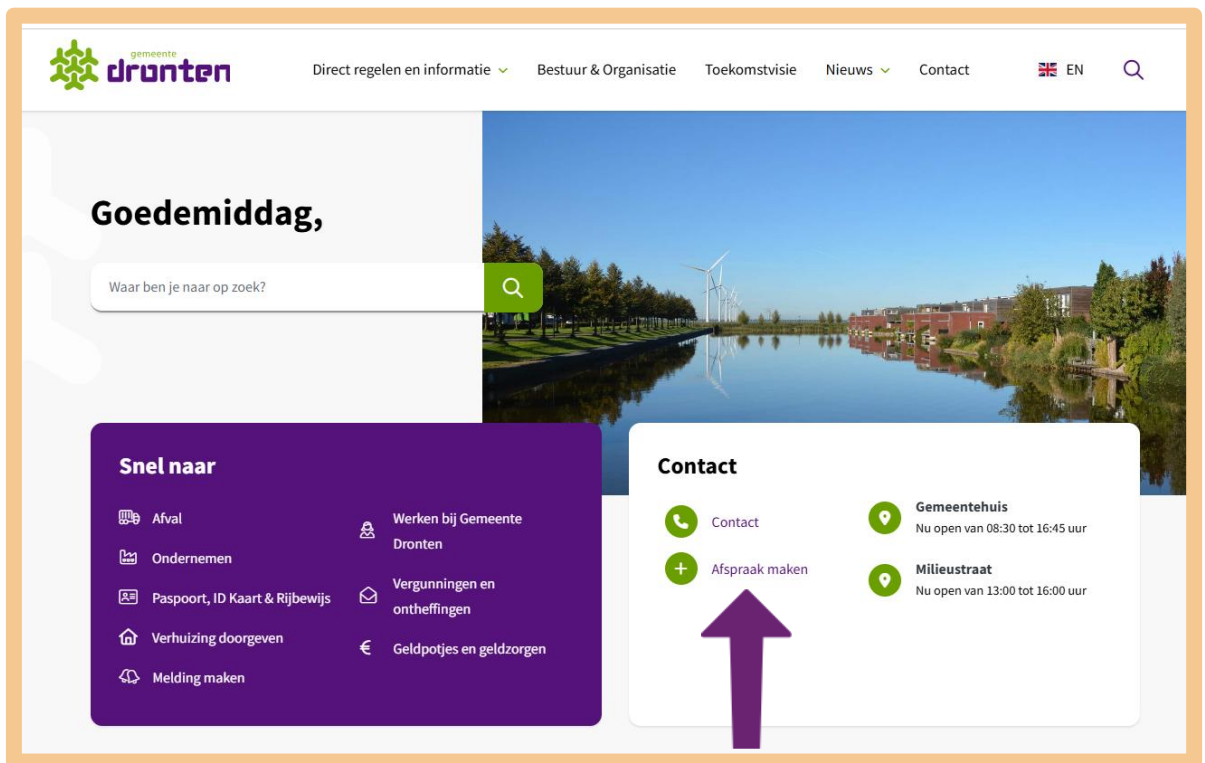 gemeente
dronten
Direct regelen en informatie
Bestuur & Organisatie
Toekomstvisie
Nieuws
Contact
EN
Goedemiddag,
Waar ben je naar op zoek?
Snel naar
Afval
Ondernemen
Paspoort, ID Kaart & Rijbewijs
Verhuizing doorgeven
Melding maken
Werken bij Gemeente
Dronten
Vergunningen en
ontheffingen
Geldpotjes en geldzorgen
Contact
Contact
Afspraak maken
Gemeentehuis
Nu open van 08:30 tot 16:45 uur
Milieustraat
Nu open van 13:00 tot 16:00 uur